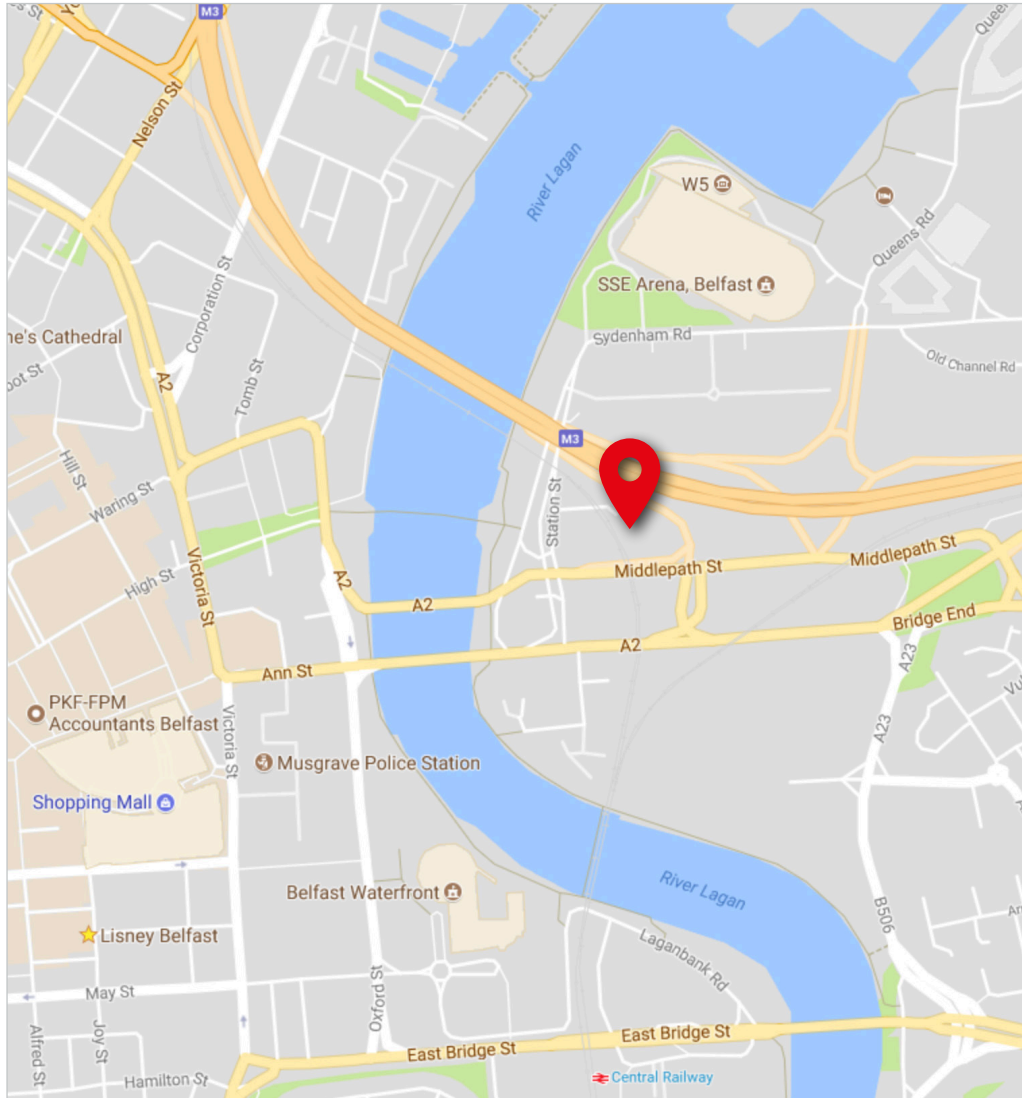 M3
Nelson St
River Lagan
W5
Queens Rd
SSE Arena, Belfast
Corporation St
ne's Cathedral
Sydenham Rd
Old Channel Rd
A2
Tomb St
M3
Hill St
Waring St
Station St
Victoria St
High St
A2
Middlepath St
Middlepath St
A2
Bridge End
A2
Ann St
A23
PKF-FPM
Accountants Belfast
Victoria St
A23
Musgrave Police Station
Shopping Mall
Belfast Waterfront
River Lagan
B506
Lisney Belfast
Laganbank Rd
May St
Oxford St
Alfred St
Joy St
East Bridge St
East Bridge St
Hamilton St
Central Railway